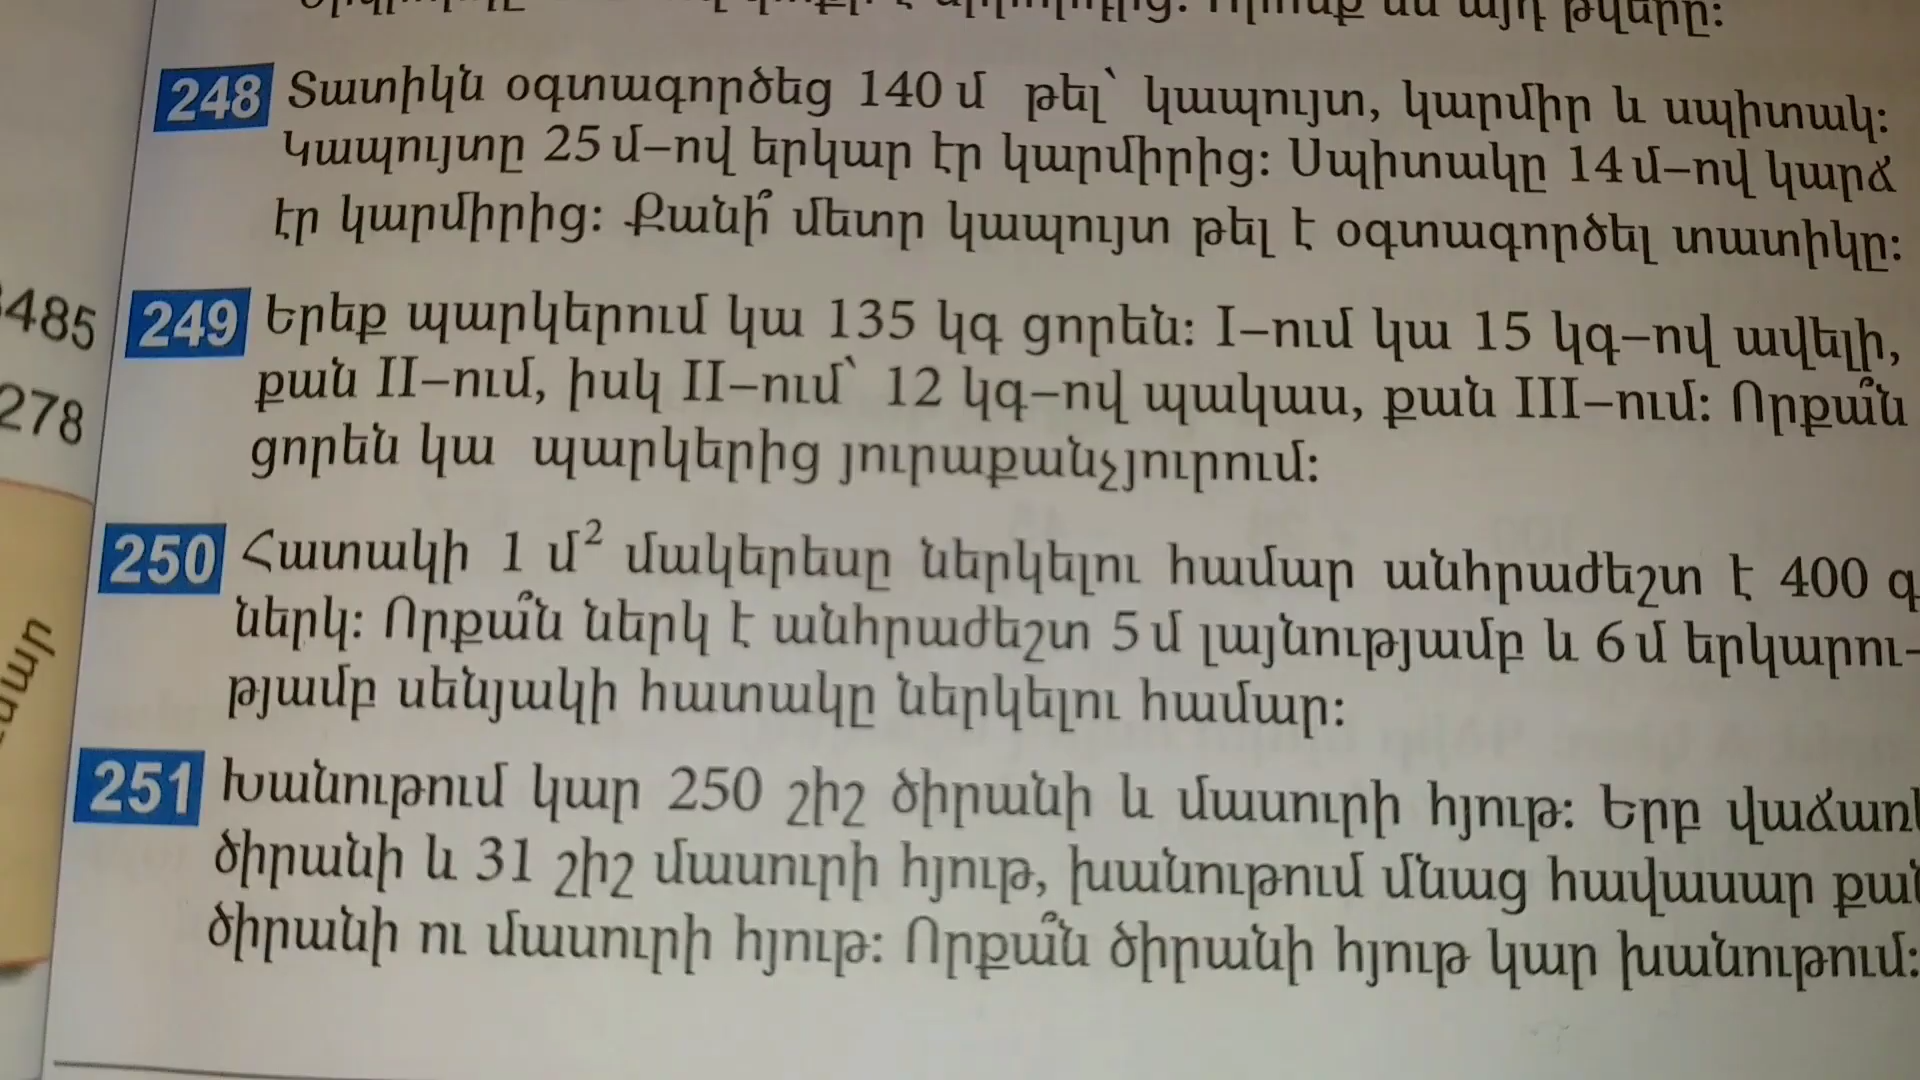 այդ թվերը:
248 Տատիկն օգտագործեց 140 մ թել՝ կապույտ, կարմիր և սպիտակ:
Կապույտը 25 մ–ով երկար էր կարմիրից: Սպիտակը 14 մ–ով կարճ
էր կարմիրից: Քանի՞ մետր կապույտ թել է օգտագործել տատիկը:
485
249 Երեք պարկերում կա 135 կգ ցորեն: I–ում կա 15 կգ–ով ավելի,
278
քան II–ում, իսկ II–ում՝ 12 կգ–ով պակաս, քան III–ում: Որքա՞ն
ցորեն կա պարկերից յուրաքանչյուրում:
250 Հատակի 1 մ² մակերեսը ներկելու համար անհրաժեշտ է 400 գ
ներկ: Որքա՞ն ներկ է անհրաժեշտ 5 մ լայնությամբ և 6 մ երկարու-
թյամբ սենյակի հատակը ներկելու համար:
251 Խանութում կար 250 շիշ ծիրանի և մասուրի հյութ: Երբ
ծիրանի և 31 շիշ մասուրի հյութ, խանութում մնաց հավասար
ծիրանի ու մասուրի հյութ: Որքա՞ն ծիրանի հյութ կար խանութում: